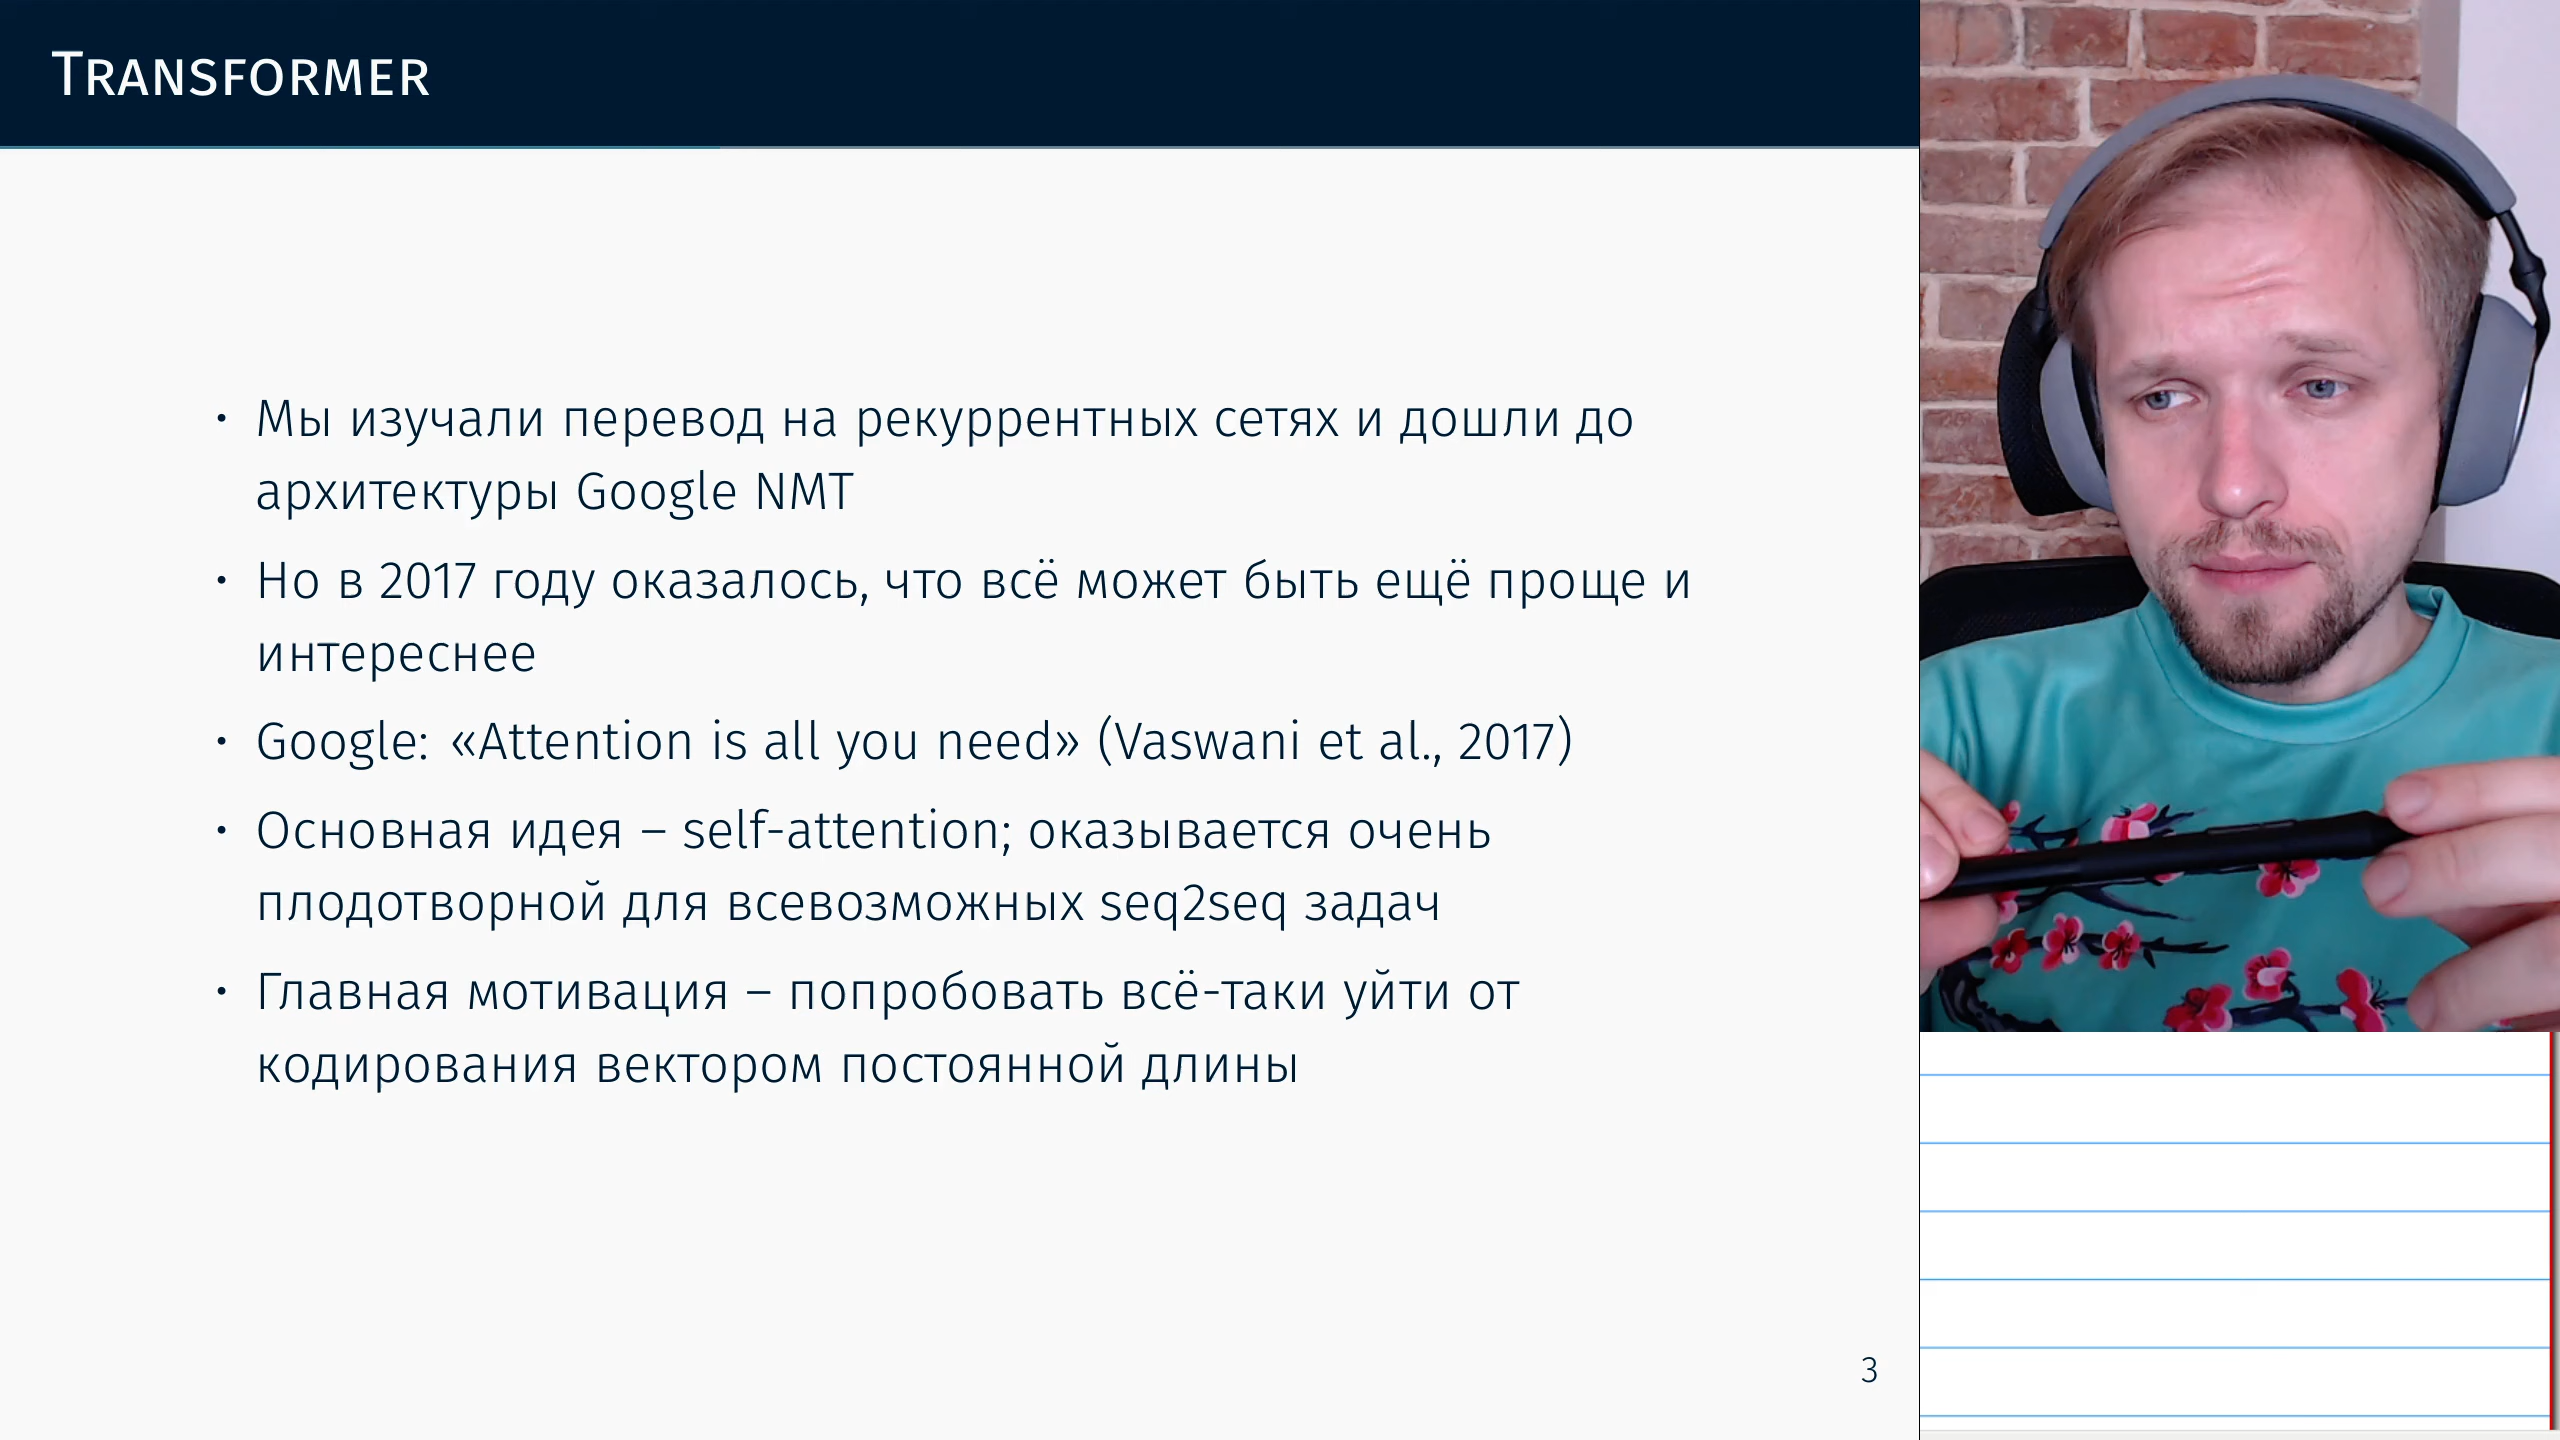 Transformer
• Мы изучали перевод на рекуррентных сетях и дошли до
архитектуры Google NMT
• Но в 2017 году оказалось, что всё может быть ещё проще и
интереснее
• Google: «Attention is all you need» (Vaswani et al., 2017)
• Основная идея – self-attention; оказывается очень
плодотворной для всевозможных seq2seq задач
• Главная мотивация – попробовать всё-таки уйти от
кодирования вектором постоянной длины
3